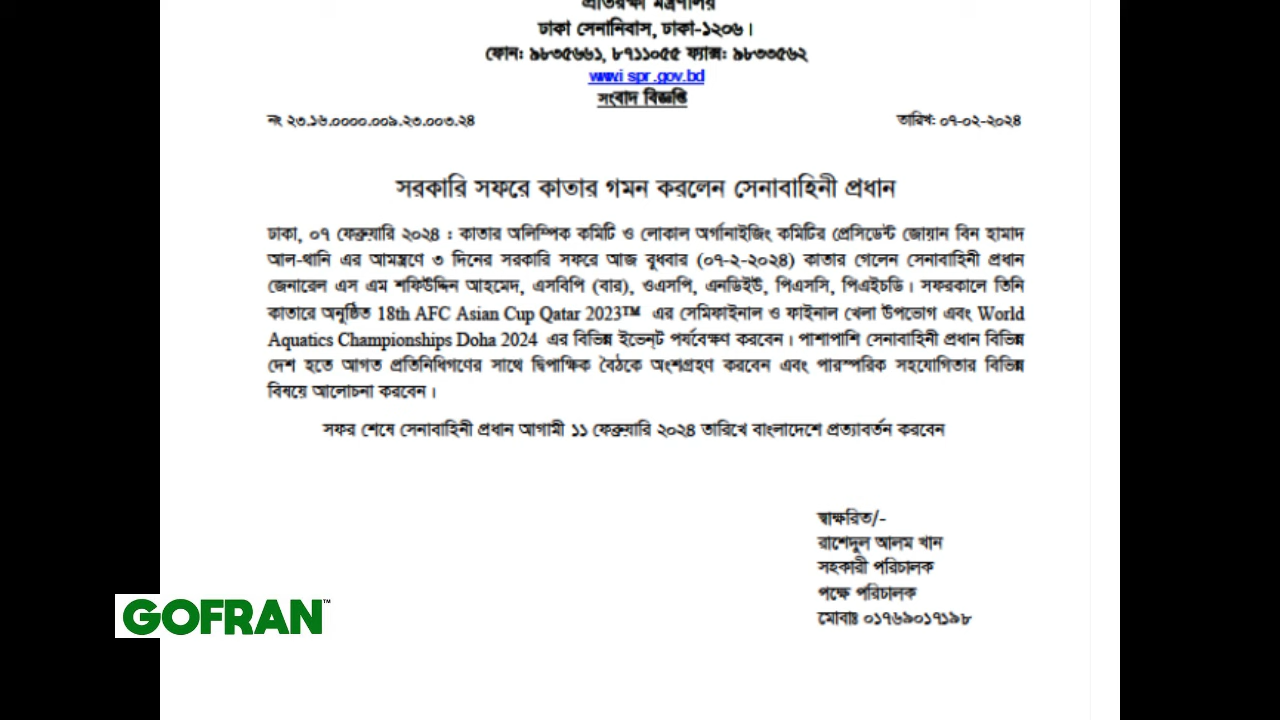 প্রতিরক্ষা মন্ত্রণালয়
ঢাকা সেনানিবাস, ঢাকা-১২০৬।
ফোন: ৯৮৩৫৬৬১, ৮৭১১০৫৫ ফ্যাক্স: ৯৮৩৩৫৬২
www.ispr.gov.bd
সংবাদ বিজ্ঞপ্তি
নং ২৩.১৬.০০০০.০০৯.২৩.০০৩.২৪ তারিখ: ০৭-০২-২০২৪
সরকারি সফরে কাতার গমন করলেন সেনাবাহিনী প্রধান
ঢাকা, ০৭ ফেব্রুয়ারি ২০২৪ : কাতার অলিম্পিক কমিটি ও লোকাল অর্গানাইজিং কমিটির প্রেসিডেন্ট জোয়ান বিন হামাদ
আল-থানি এর আমন্ত্রণে ৩ দিনের সরকারি সফরে আজ বুধবার (০৭-২-২০২৪) কাতার গেলেন সেনাবাহিনী প্রধান
জেনারেল এস এম শফিউদ্দিন আহমেদ, এসবিপি (বার), ওএসপি, এনডিইউ, পিএসসি, পিএইচডি। সফরকালে তিনি
কাতারে অনুষ্ঠিত 18th AFC Asian Cup Qatar 2023™ এর সেমিফাইনাল ও ফাইনাল খেলা উপভোগ এবং World
Aquatics Championships Doha 2024 এর বিভিন্ন ইভেন্ট পর্যবেক্ষণ করবেন। পাশাপাশি সেনাবাহিনী প্রধান বিভিন্ন
দেশ হতে আগত প্রতিনিধিগণের সাথে দ্বিপাক্ষিক বৈঠকে অংশগ্রহণ করবেন এবং পারস্পরিক সহযোগিতার বিভিন্ন
বিষয়ে আলোচনা করবেন।
সফর শেষে সেনাবাহিনী প্রধান আগামী ১১ ফেব্রুয়ারি ২০২৪ তারিখে বাংলাদেশে প্রত্যাবর্তন করবেন
স্বাক্ষরিত/-
রাশেদুল আলম খান
সহকারী পরিচালক
পক্ষে পরিচালক
মোবাঃ ০১৭৬৯০১৭১৯৮
GOFRAN™